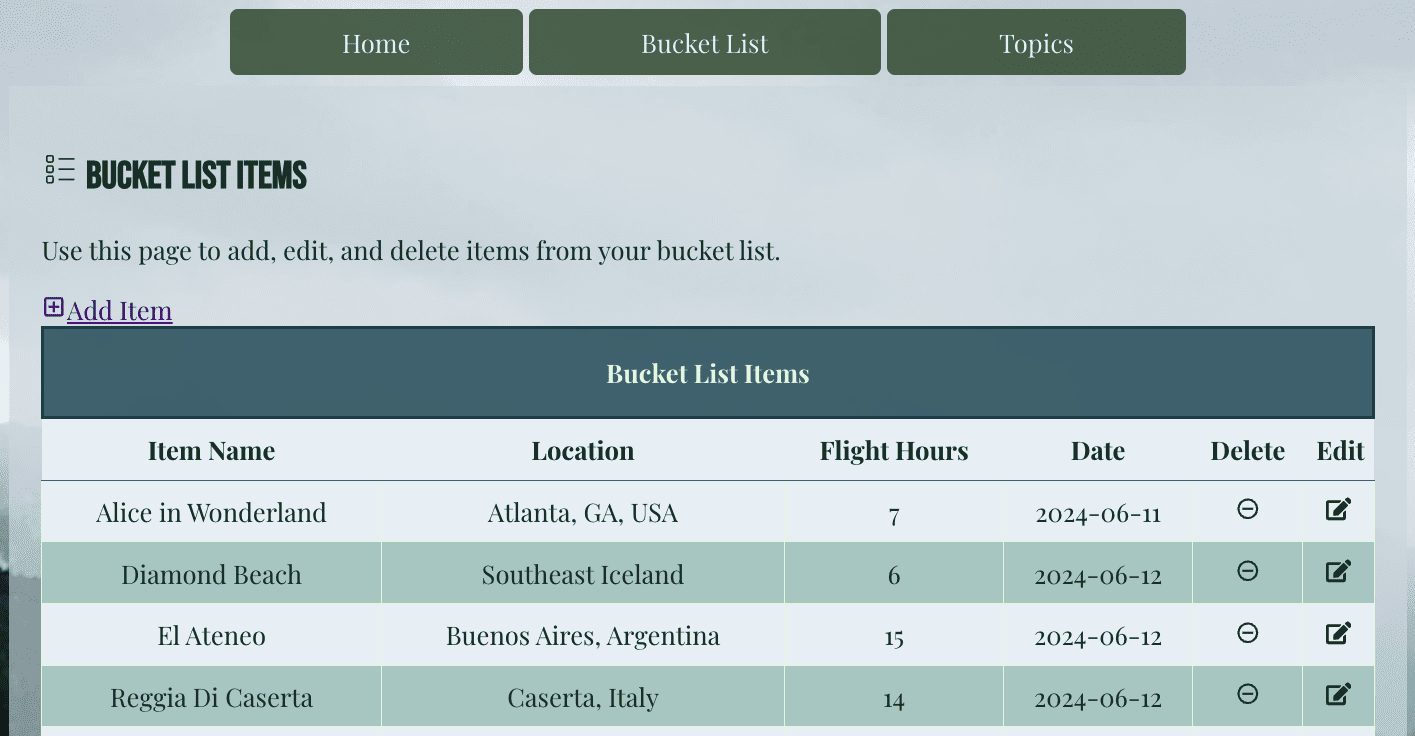 Home Bucket List Topics
BUCKET LIST ITEMS
Use this page to add, edit, and delete items from your bucket list.
Add Item
Bucket List Items
Item Name Location Flight Hours Date Delete Edit
Alice in Wonderland Atlanta, GA, USA 7 2024-06-11
Diamond Beach Southeast Iceland 6 2024-06-12
El Ateneo Buenos Aires, Argentina 15 2024-06-12
Reggia Di Caserta Caserta, Italy 14 2024-06-12